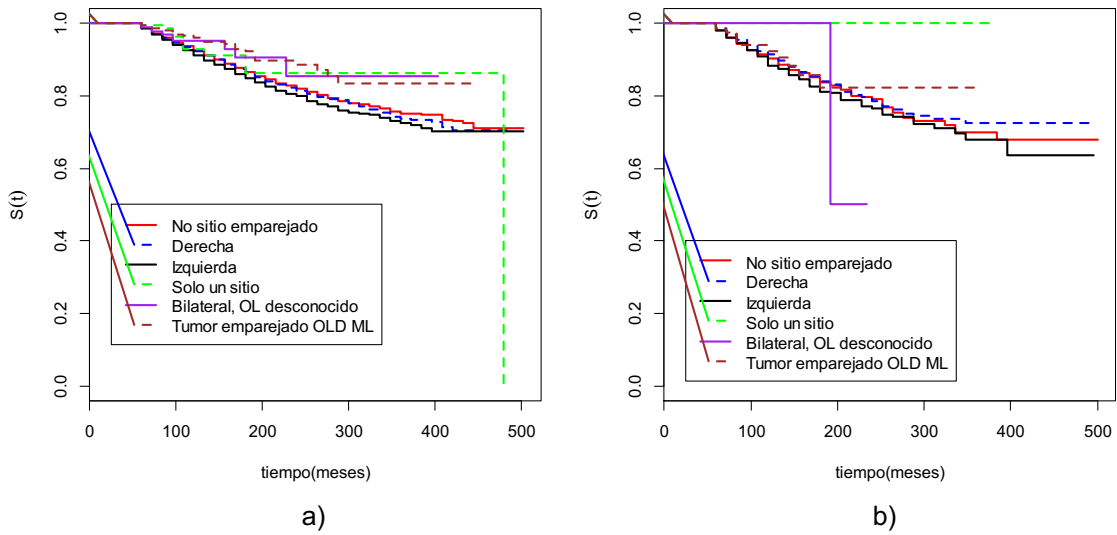 1.0
0.8
0.6
0.4
0.2
0.0
S(t)
No sitio emparejado
Derecha
Izquierda
Solo un sitio
Bilateral, OL desconocido
Tumor emparejado OLD ML
0 100 200 300 400 500
tiempo(meses)
a)
1.0
0.8
0.6
0.4
0.2
0.0
S(t)
No sitio emparejado
Derecha
Izquierda
Solo un sitio
Bilateral, OL desconocido
Tumor emparejado OLD ML
0 100 200 300 400 500
tiempo(meses)
b)